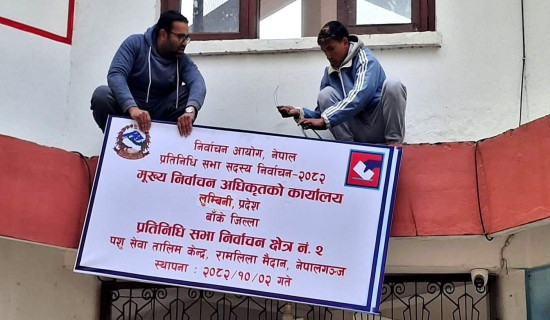 निर्वाचन आयोग, नेपाल
प्रतिनिधि सभा सदस्य निर्वाचन-२०८२
मूख्य निर्वाचन अधिकृतको कार्यालय
लुम्बिनी, प्रदेश
बाँके जिल्ला
प्रतिनिधि सभा निर्वाचन क्षेत्र नं. २
पशु सेवा तालिम केन्द्र, रामलिला मैदान, नेपालगञ्ज
स्थापना : २०८२/१०/०२ गते